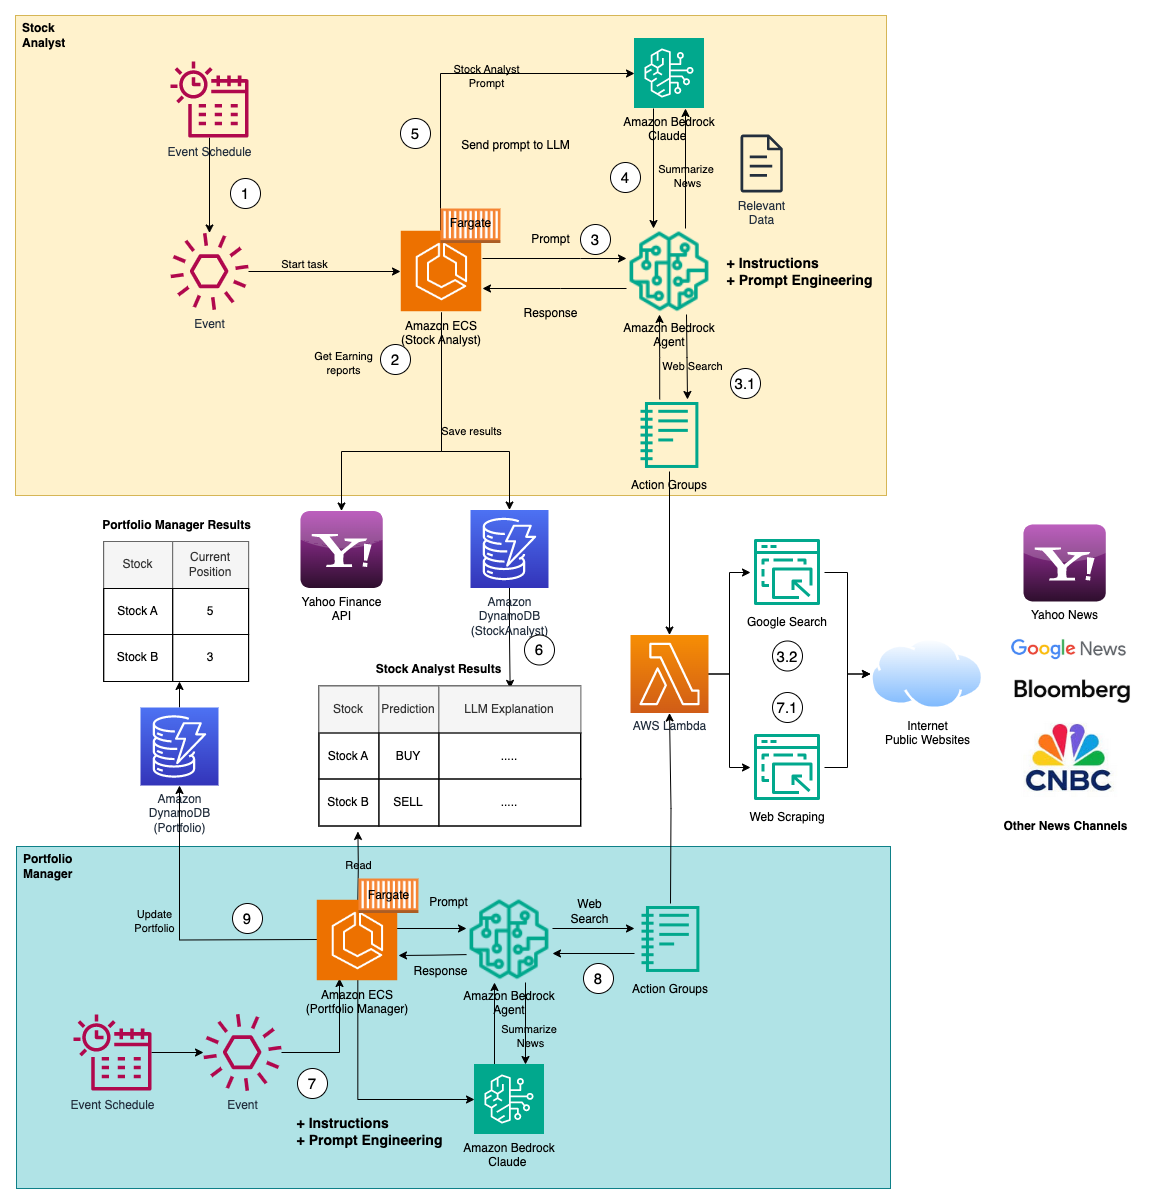 Stock
Analyst
Event Schedule
1
Event
Start task
Stock Analyst
Prompt
5
Send prompt to LLM
Amazon Bedrock
Claude
4
Summarize
News
Relevant
Data
Fargate
Prompt
3
+ Instructions
+ Prompt Engineering
Response
Amazon ECS
(Stock Analyst)
Amazon Bedrock
Agent
Get Earning
reports
2
Web Search
3.1
Save results
Action Groups
Portfolio Manager Results
Stock
Current
Position
Stock A
5
Stock B
3
Y!
Yahoo Finance
API
Amazon
DynamoDB
(StockAnalyst)
6
Stock Analyst Results
Stock
Prediction
LLM Explanation
Stock A
BUY
.....
Stock B
SELL
.....
Amazon
DynamoDB
(Portfolio)
AWS Lambda
Google Search
3.2
7.1
Web Scraping
Internet
Public Websites
Y!
Yahoo News
Google News
Bloomberg
CNBC
Other News Channels
Portfolio
Manager
Read
Fargate
Update
Portfolio
9
Prompt
Response
Web
Search
8
Amazon ECS
(Portfolio Manager)
Amazon Bedrock
Agent
Action Groups
Summarize
News
Event Schedule
Event
7
+ Instructions
+ Prompt Engineering
Amazon Bedrock
Claude